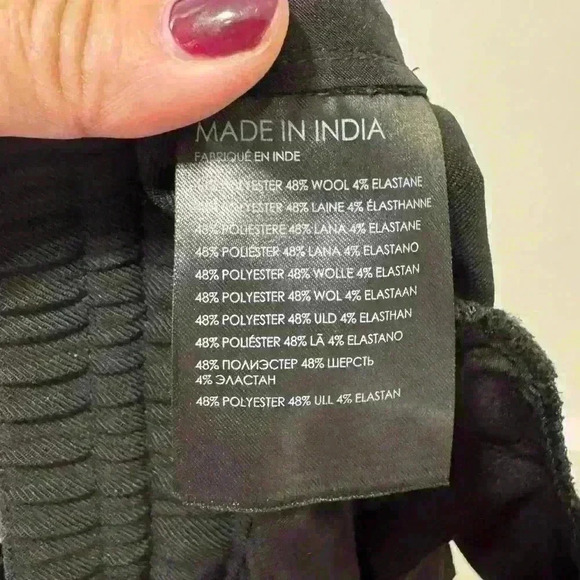 MADE IN INDIA
FABRIQUÉ EN INDE
POLYESTER 48% WOOL 4% ELASTANE
POLYESTER 48% LAINE 4% ÉLASTHANNE
48% POLIESTERE 48% LANA 4% ELASTANE
48% POLIÉSTER 48% LANA 4% ELASTANO
48% POLYESTER 48% WOLLE 4% ELASTAN
48% POLYESTER 48% WOL 4% ELASTAAN
48% POLYESTER 48% ULD 4% ELASTHAN
48% POLIÉSTER 48% LÃ 4% ELASTANO
48% ПОЛИЭСТЕР 48% ШЕРСТЬ
4% ЭЛАСТАН
48% POLYESTER 48% ULL 4% ELASTAN